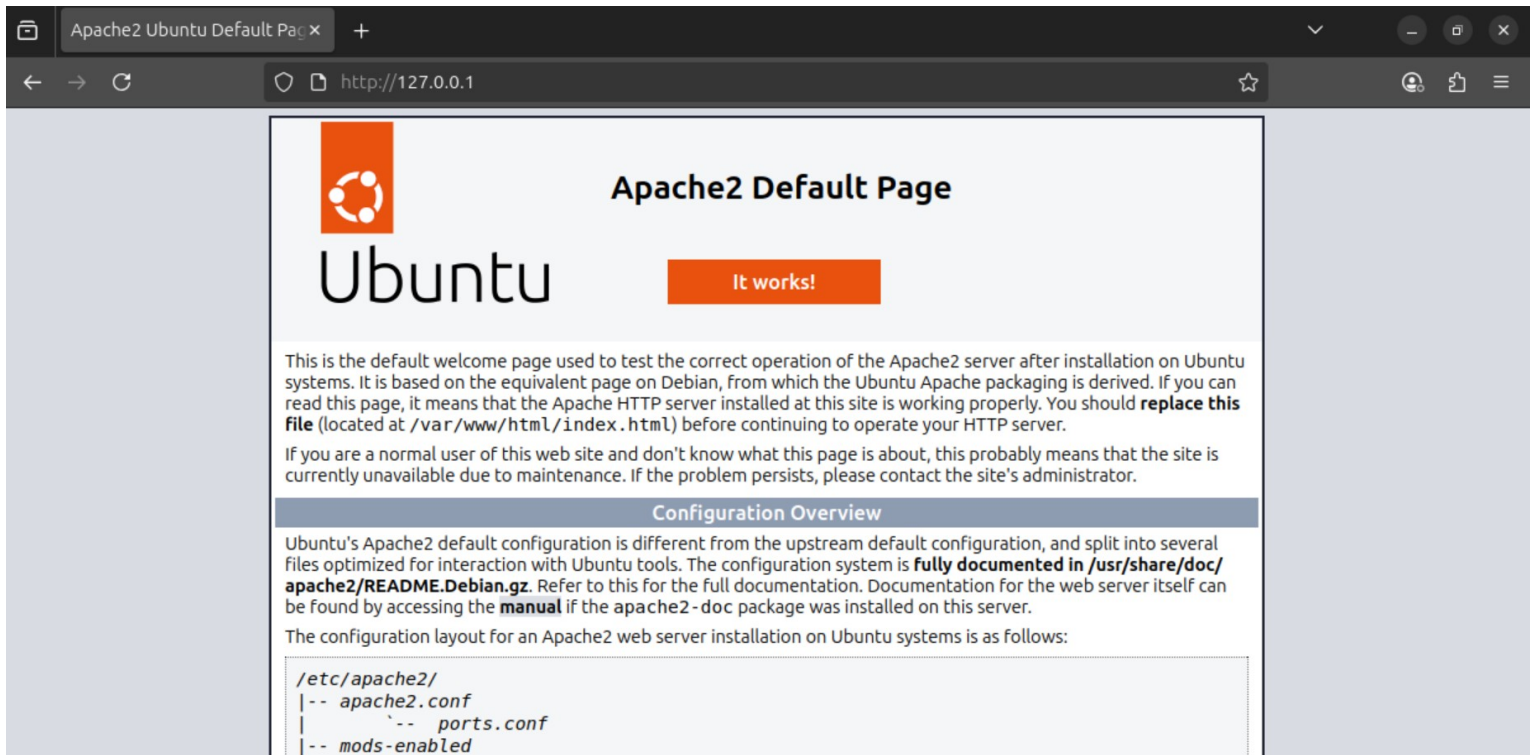 Apache2 Ubuntu Default Pag
http://127.0.0.1
Apache2 Default Page
Ubuntu
It works!
This is the default welcome page used to test the correct operation of the Apache2 server after installation on Ubuntu
systems. It is based on the equivalent page on Debian, from which the Ubuntu Apache packaging is derived. If you can
read this page, it means that the Apache HTTP server installed at this site is working properly. You should replace this
file (located at /var/www/html/index.html) before continuing to operate your HTTP server.
If you are a normal user of this web site and don't know what this page is about, this probably means that the site is
currently unavailable due to maintenance. If the problem persists, please contact the site's administrator.
Configuration Overview
Ubuntu's Apache2 default configuration is different from the upstream default configuration, and split into several
files optimized for interaction with Ubuntu tools. The configuration system is fully documented in /usr/share/doc/
apache2/README.Debian.gz. Refer to this for the full documentation. Documentation for the web server itself can
be found by accessing the manual if the apache2-doc package was installed on this server.
The configuration layout for an Apache2 web server installation on Ubuntu systems is as follows:
/etc/apache2/
|-- apache2.conf
|       `--  ports.conf
|-- mods-enabled